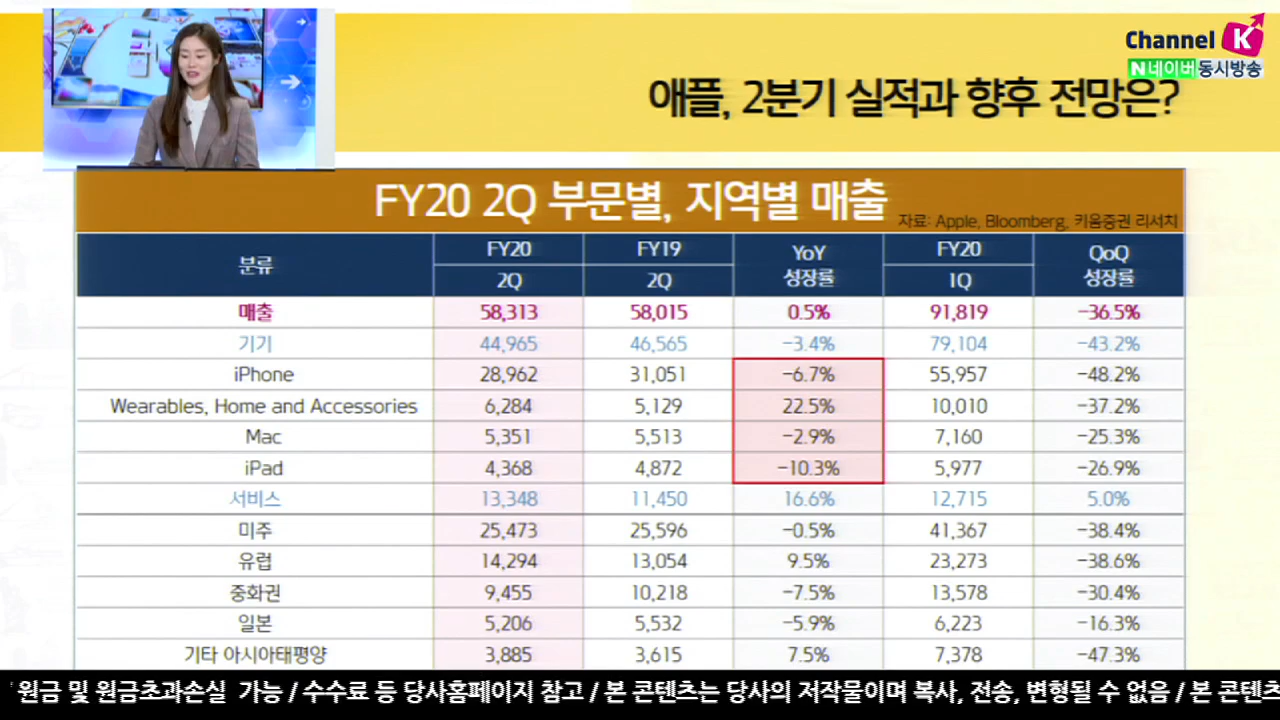 Channel K
N 네이버 동시방송
애플, 2분기 실적과 향후 전망은?
FY20 2Q 부문별, 지역별 매출
자료: Apple, Bloomberg, 키움증권 리서치
분류 FY20 2Q FY19 2Q YoY 성장률 FY20 1Q QoQ 성장률
매출 58,313 58,015 0.5% 91,819 -36.5%
기기 44,965 46,565 -3.4% 79,104 -43.2%
iPhone 28,962 31,051 -6.7% 55,957 -48.2%
Wearables, Home and Accessories 6,284 5,129 22.5% 10,010 -37.2%
Mac 5,351 5,513 -2.9% 7,160 -25.3%
iPad 4,368 4,872 -10.3% 5,977 -26.9%
서비스 13,348 11,450 16.6% 12,715 5.0%
미주 25,473 25,596 -0.5% 41,367 -38.4%
유럽 14,294 13,054 9.5% 23,273 -38.6%
중화권 9,455 10,218 -7.5% 13,578 -30.4%
일본 5,206 5,532 -5.9% 6,223 -16.3%
기타 아시아태평양 3,885 3,615 7.5% 7,378 -47.3%
원금 및 원금초과손실 가능 / 수수료 등 당사홈페이지 참고 / 본 콘텐츠는 당사의 저작물이며 복사, 전송, 변형될 수 없음 / 본 콘텐츠